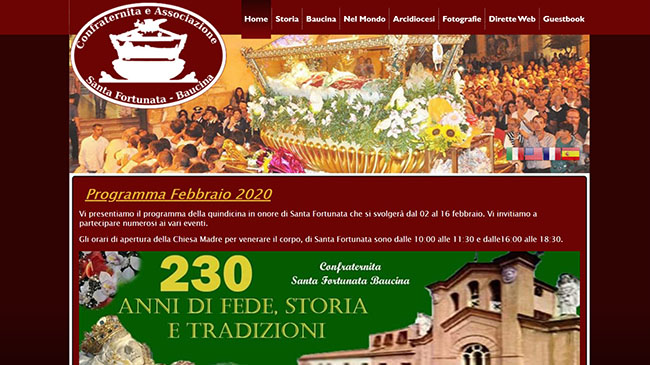 Confraternita e Associazione
Santa Fortunata - Baucina
Home Storia Baucina Nel Mondo Arcidiocesi Fotografie Dirette Web Guestbook
Programma Febbraio 2020
Vi presentiamo il programma della quindicina in onore di Santa Fortunata che si svolgerà dal 02 al 16 febbraio. Vi invitiamo a
partecipare numerosi ai vari eventi.
Gli orari di apertura della Chiesa Madre per venerare il corpo, di Santa Fortunata sono dalle 10:00 alle 11:30 e dalle16:00 alle 18:30.
230
ANNI DI FEDE, STORIA
E TRADIZIONI
Confraternita
Santa Fortunata Baucina